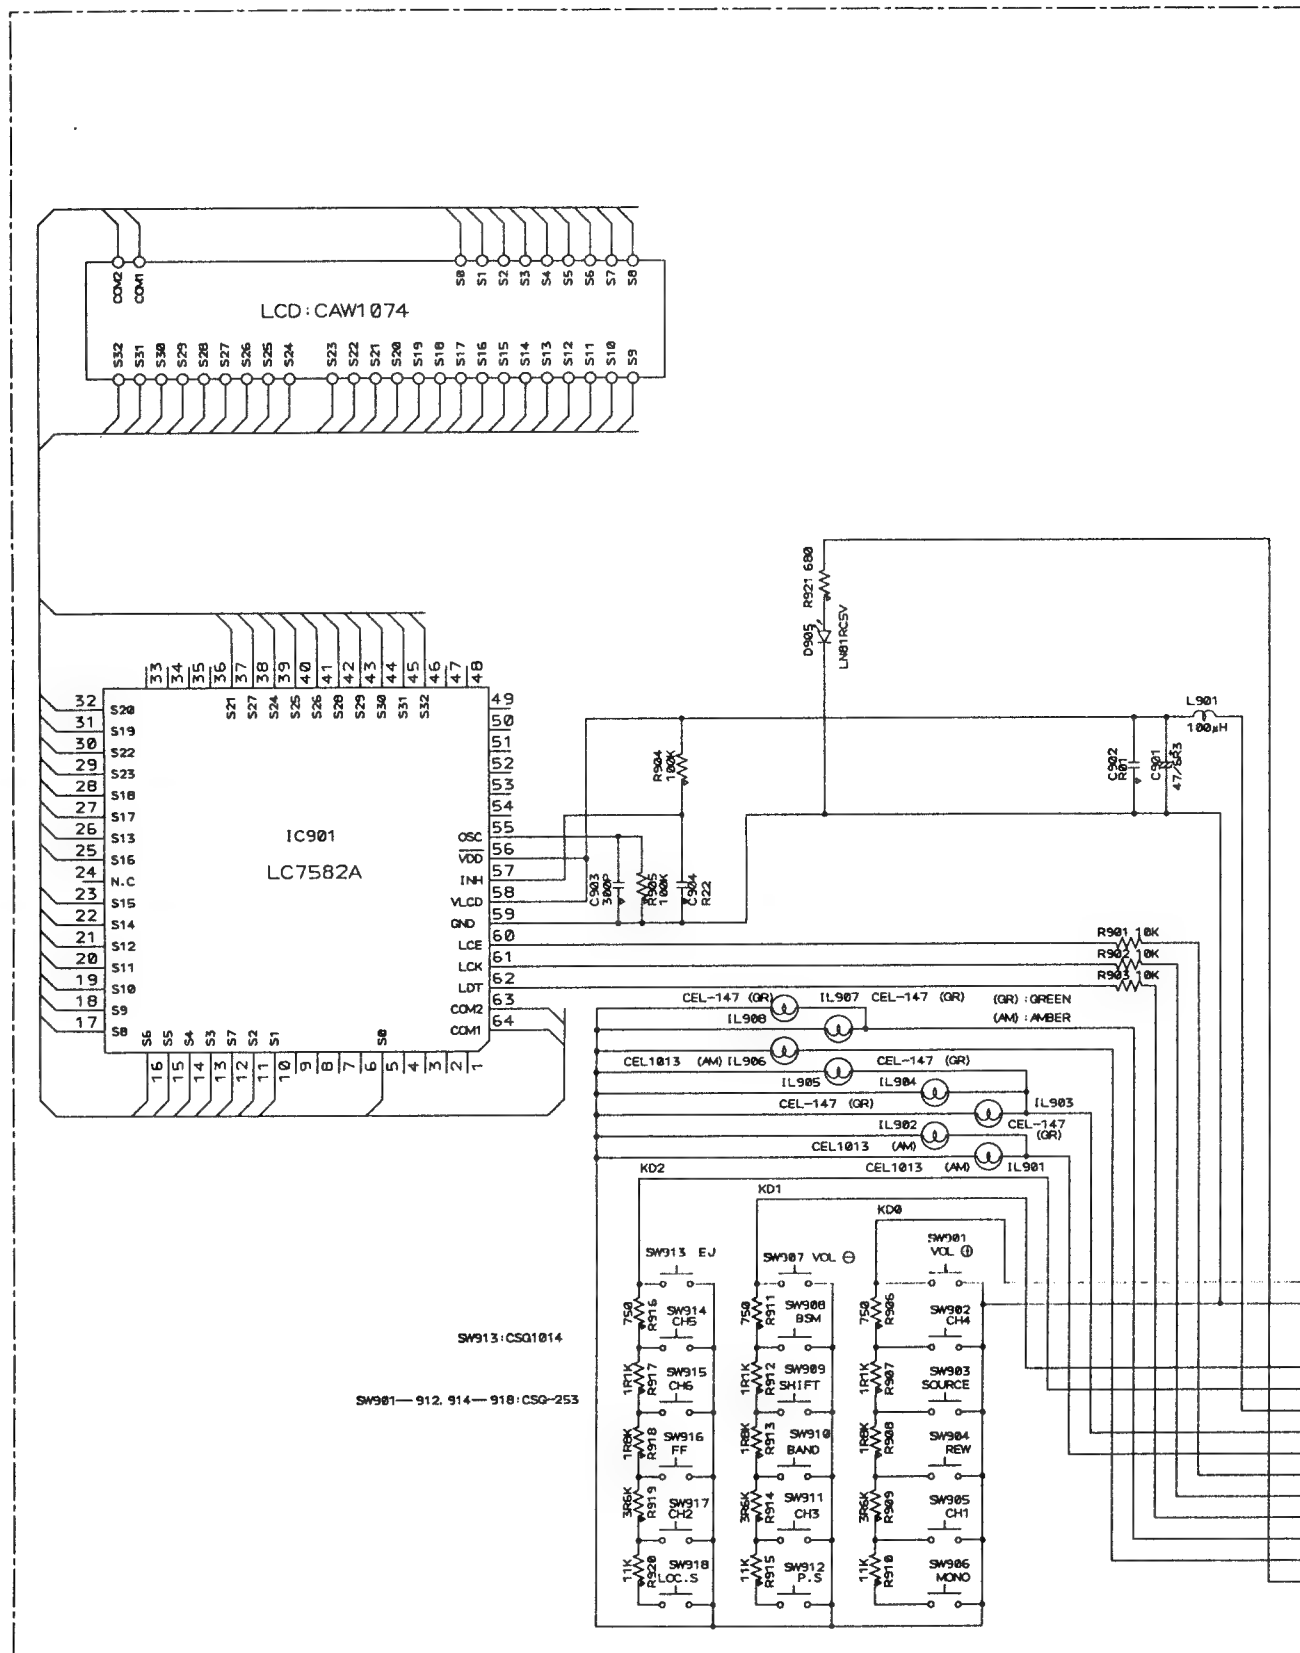 COM2 COM1 S0 S1 S2 S3 S4 S5 S6 S7 S8
LCD:CAW1074
S32 S31 S30 S29 S28 S27 S26 S25 S24 S23 S22 S21 S20 S19 S18 S17 S16 S15 S14 S13 S12 S11 S10 S9
R921 680
D905
LN81RC5V
L901
100µH
C902
R01
C901
47/6R3
R904
100K
33 34 35 36 37 38 39 40 41 42 43 44 45 46 47 48
S21 S27 S24 S25 S26 S28 S29 S30 S31 S32
32 S20
31 S19
30 S22
29 S23
28 S18
27 S17
26 S13
25 S16
24 N.C
23 S15
22 S14
21 S12
20 S11
19 S10
18 S9
17 S8
IC901
LC7582A
49
50
51
52
53
54
OSC 55
VDD 56
INH 57
VLCD 58
GND 59
LCE 60
LCK 61
LDT 62
COM2 63
COM1 64
S6 S5 S4 S3 S7 S2 S1 S0
16 15 14 13 12 11 10 9 8 7 6 5 4 3 2 1
C903
300P
R905
100K
C904
R22
R901 10K
R902 10K
R903 10K
CEL-147 (GR) IL907 CEL-147 (GR) (GR):GREEN
IL908 (AM):AMBER
CEL1013 (AM) IL906 CEL-147 (GR)
IL905 IL904
CEL-147 (GR) IL903
IL902 CEL-147
(GR)
CEL1013 (AM)
CEL1013 (AM) IL901
KD2
KD1
KD0
SW913 EJ
SW907 VOL ⊖
SW901
VOL ⊕
750
R916
SW914
CH5
750
R911
SW908
BSM
750
R906
SW902
CH4
SW913:CSG1014
1R1K
R917
SW915
CH6
1R1K
R912
SW909
SHIFT
1R1K
R907
SW903
SOURCE
SW901—912. 914—918:CSG-253
1R8K
R918
SW916
FF
1R8K
R913
SW910
BAND
1R8K
R908
SW904
REW
3R6K
R919
SW917
CH2
3R6K
R914
SW911
CH3
3R6K
R909
SW905
CH1
11K
R920
SW918
LOC.S
11K
R915
SW912
P.S
11K
R910
SW906
MONO